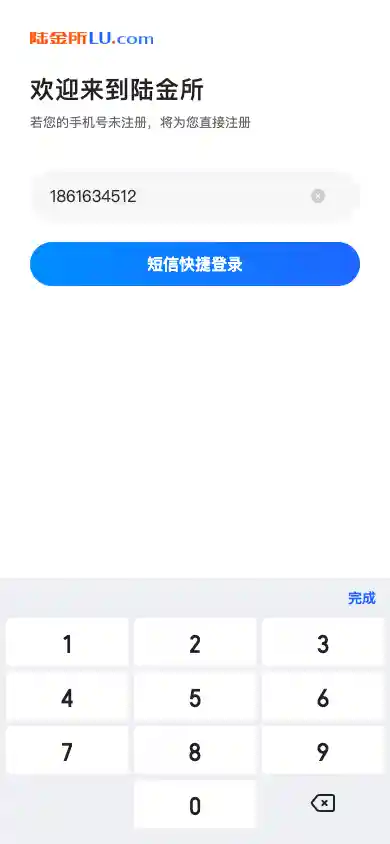 陆金所LU.com
欢迎来到陆金所
若您的手机号未注册，将为您直接注册
1861634512
短信快捷登录
完成
1 2 3
4 5 6
7 8 9
0